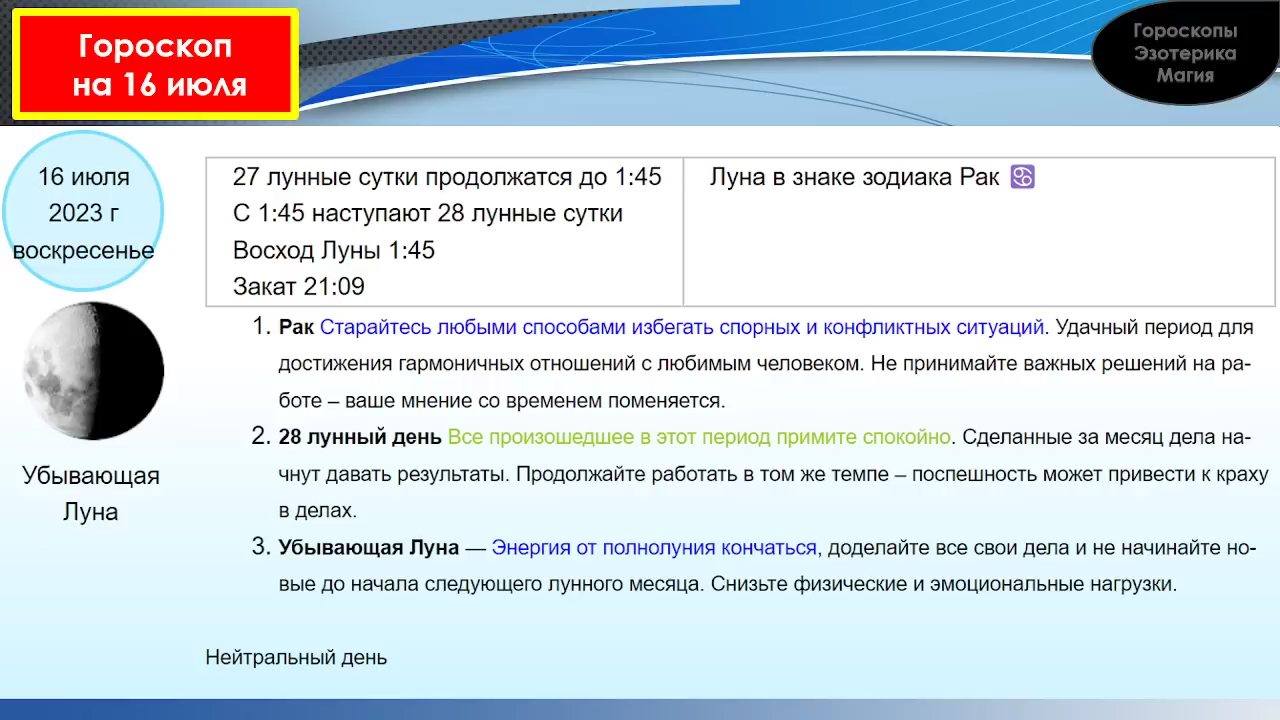 Гороскоп
на 16 июля
Гороскопы
Эзотерика
Магия
16 июля
2023 г
воскресенье
27 лунные сутки продолжатся до 1:45
С 1:45 наступают 28 лунные сутки
Восход Луны 1:45
Закат 21:09
Луна в знаке зодиака Рак ♋
Убывающая
Луна
1. Рак Старайтесь любыми способами избегать спорных и конфликтных ситуаций. Удачный период для
достижения гармоничных отношений с любимым человеком. Не принимайте важных решений на ра-
боте – ваше мнение со временем поменяется.
2. 28 лунный день Все произошедшее в этот период примите спокойно. Сделанные за месяц дела на-
чнут давать результаты. Продолжайте работать в том же темпе – поспешность может привести к краху
в делах.
3. Убывающая Луна — Энергия от полнолуния кончаться, доделайте все свои дела и не начинайте но-
вые до начала следующего лунного месяца. Снизьте физические и эмоциональные нагрузки.
Нейтральный день